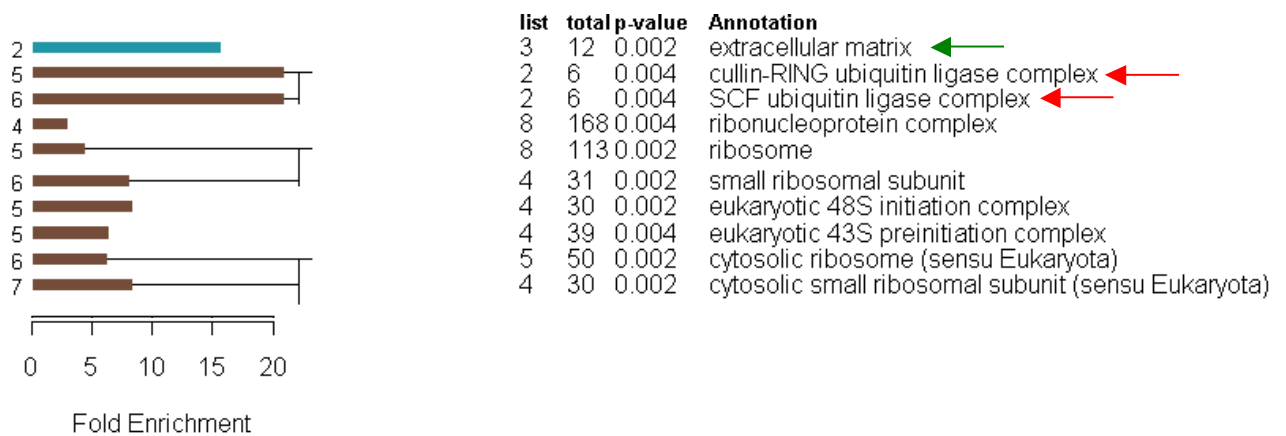 list total p-value Annotation
2 3 12 0.002 extracellular matrix
5 2 6 0.004 cullin-RING ubiquitin ligase complex
6 2 6 0.004 SCF ubiquitin ligase complex
4 8 168 0.004 ribonucleoprotein complex
5 8 113 0.002 ribosome
6 4 31 0.002 small ribosomal subunit
5 4 30 0.002 eukaryotic 48S initiation complex
5 4 39 0.004 eukaryotic 43S preinitiation complex
6 5 50 0.002 cytosolic ribosome (sensu Eukaryota)
7 4 30 0.002 cytosolic small ribosomal subunit (sensu Eukaryota)
0 5 10 15 20
Fold Enrichment